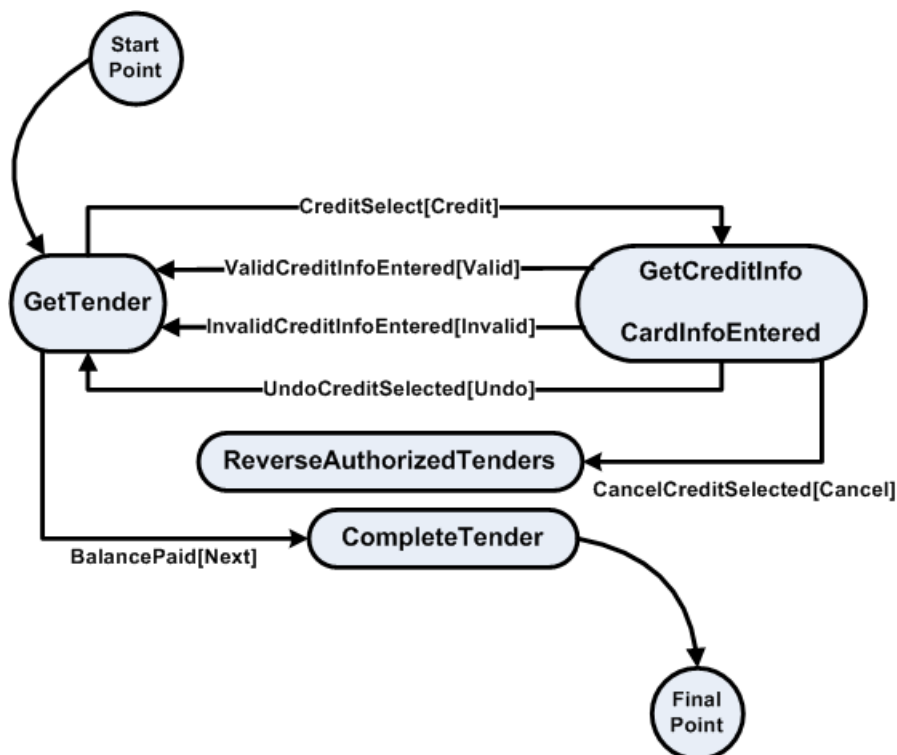 Start
Point
CreditSelect[Credit]
ValidCreditInfoEntered[Valid]
GetCreditInfo
GetTender
InvalidCreditInfoEntered[Invalid]
CardInfoEntered
UndoCreditSelected[Undo]
ReverseAuthorizedTenders
CancelCreditSelected[Cancel]
CompleteTender
BalancePaid[Next]
Final
Point